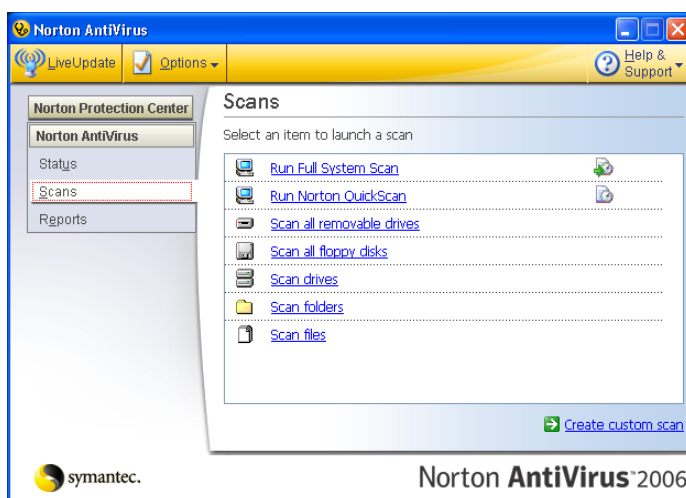 Norton AntiVirus
LiveUpdate Options Help & Support
Norton Protection Center
Norton AntiVirus
Status
Scans
Reports
Scans
Select an item to launch a scan
Run Full System Scan
Run Norton QuickScan
Scan all removable drives
Scan all floppy disks
Scan drives
Scan folders
Scan files
Create custom scan
symantec.
Norton AntiVirus™2006